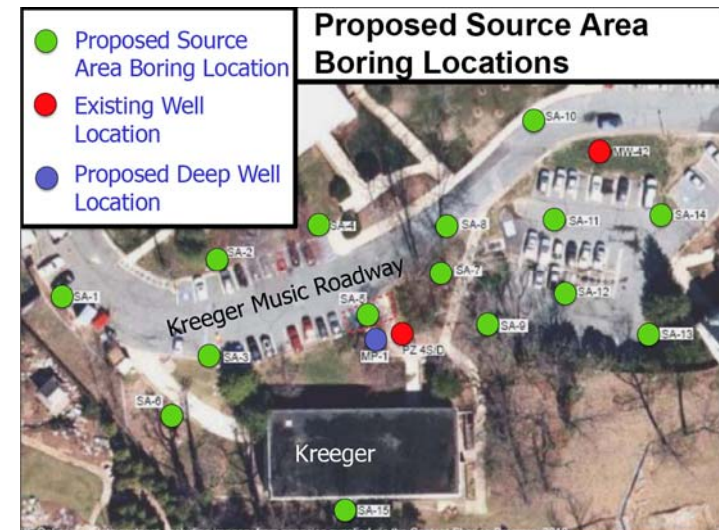 Proposed Source Area
Boring Locations
Proposed Source
Area Boring Location
Existing Well
Location
Proposed Deep Well
Location
SA-10
MW-42
SA-4
SA-8
SA-11
SA-14
SA-2
SA-7
Kreeger Music Roadway
SA-1
SA-5
SA-12
SA-9
SA-13
PZ 4S/D
MP-1
SA-3
SA-6
Kreeger
SA-15